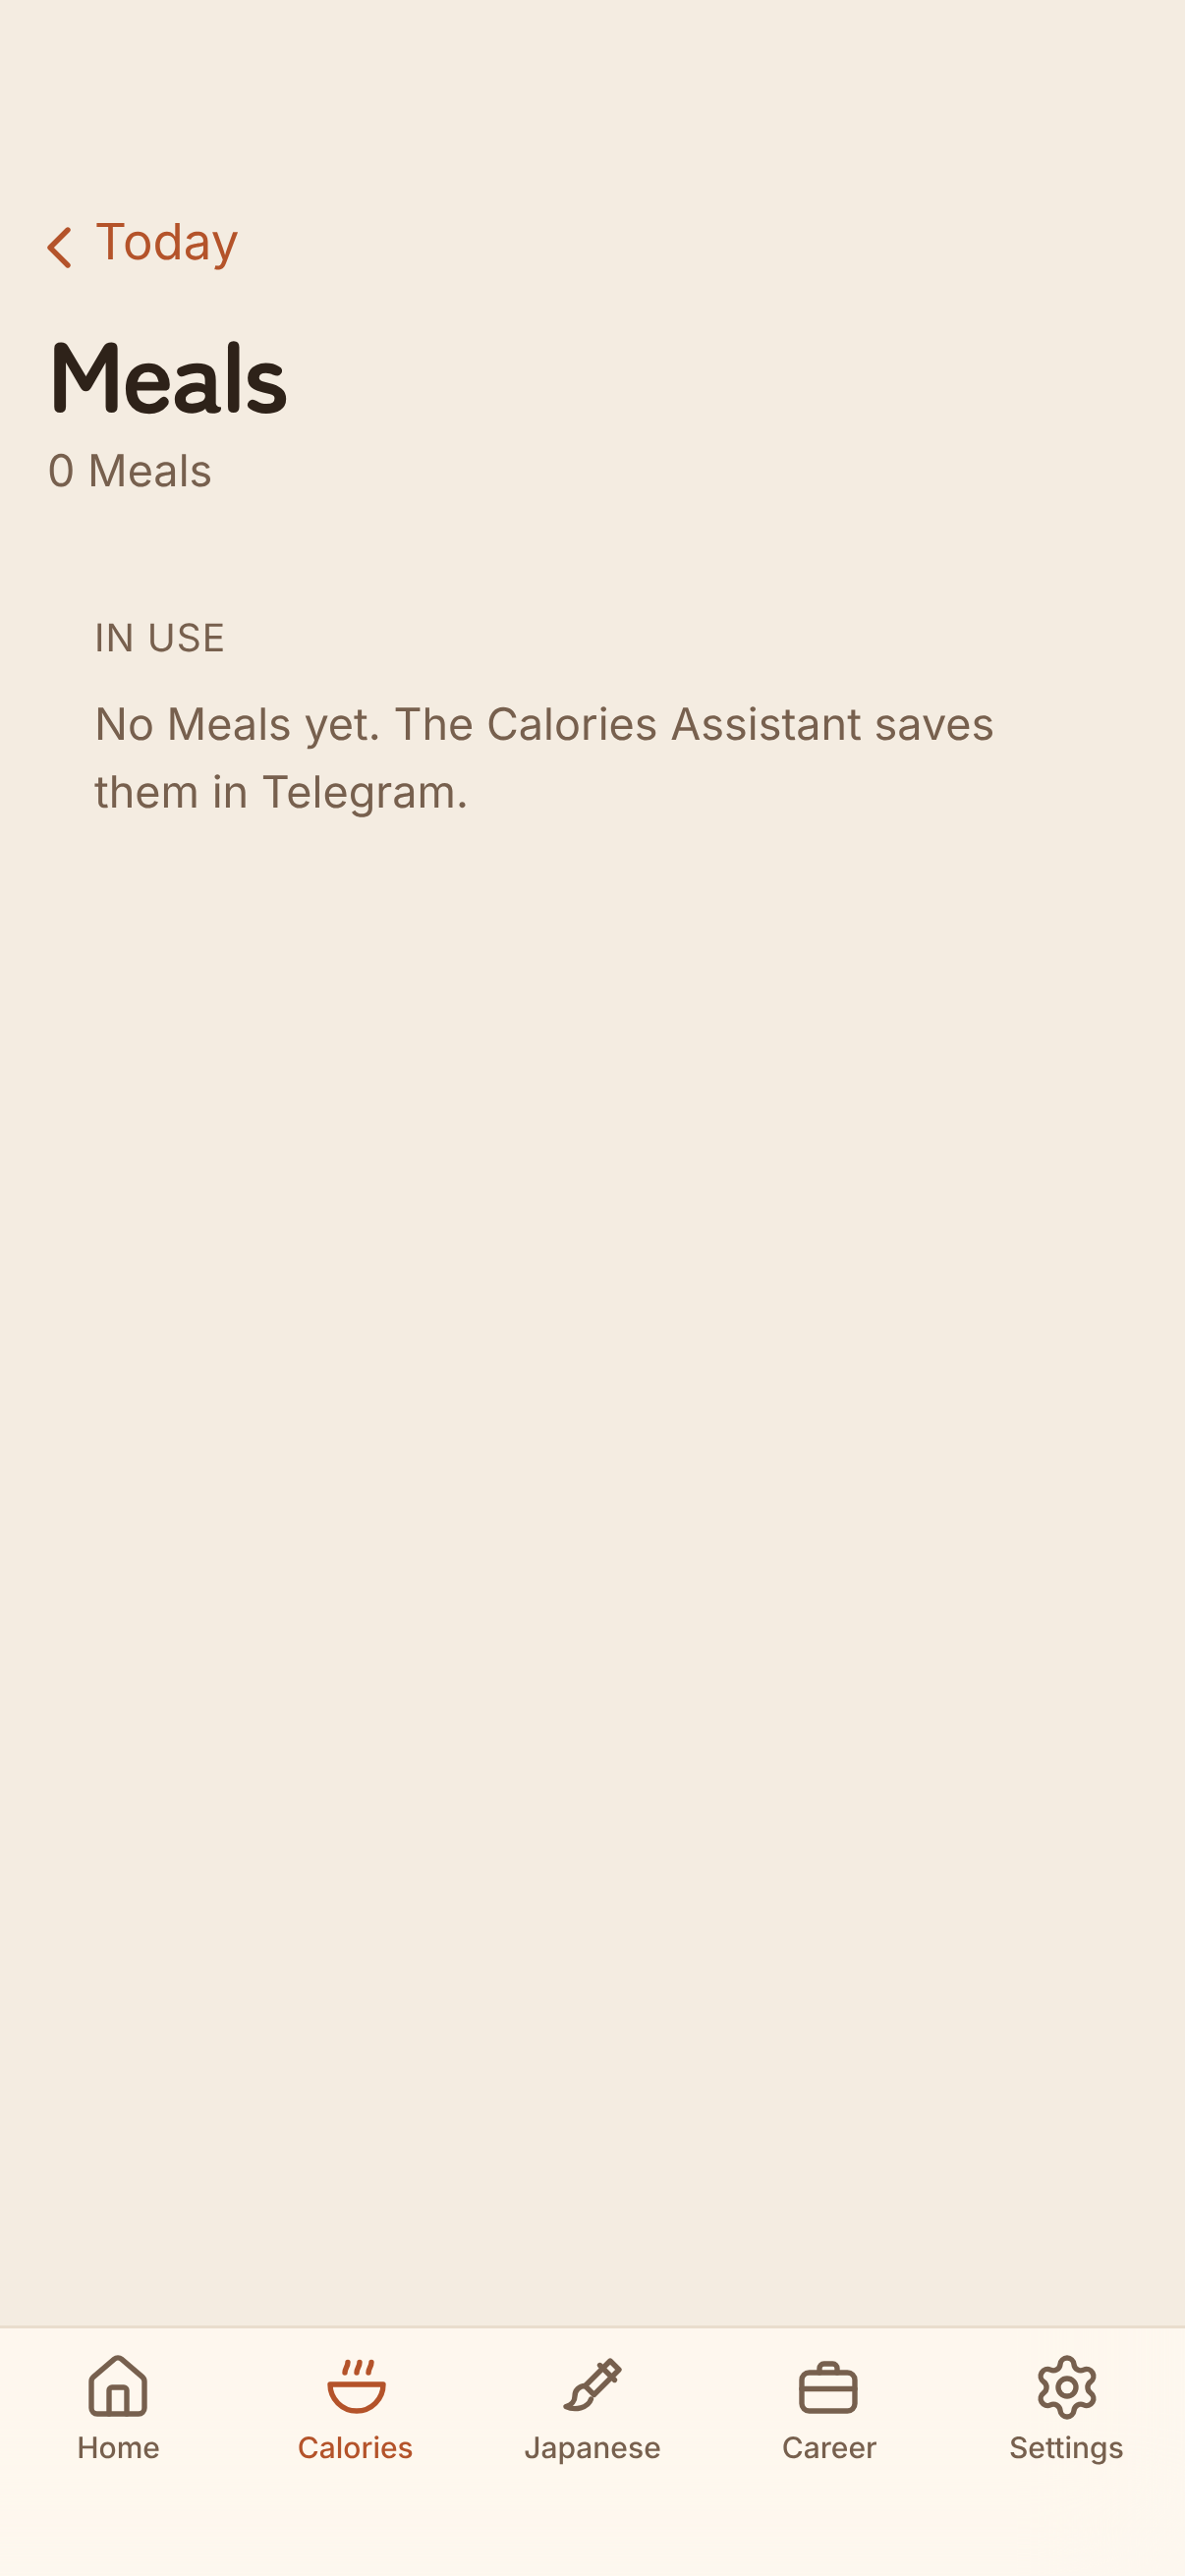 Today
Meals
0 Meals
IN USE
No Meals yet. The Calories Assistant saves
them in Telegram.
Home
Calories
Japanese
Career
Settings